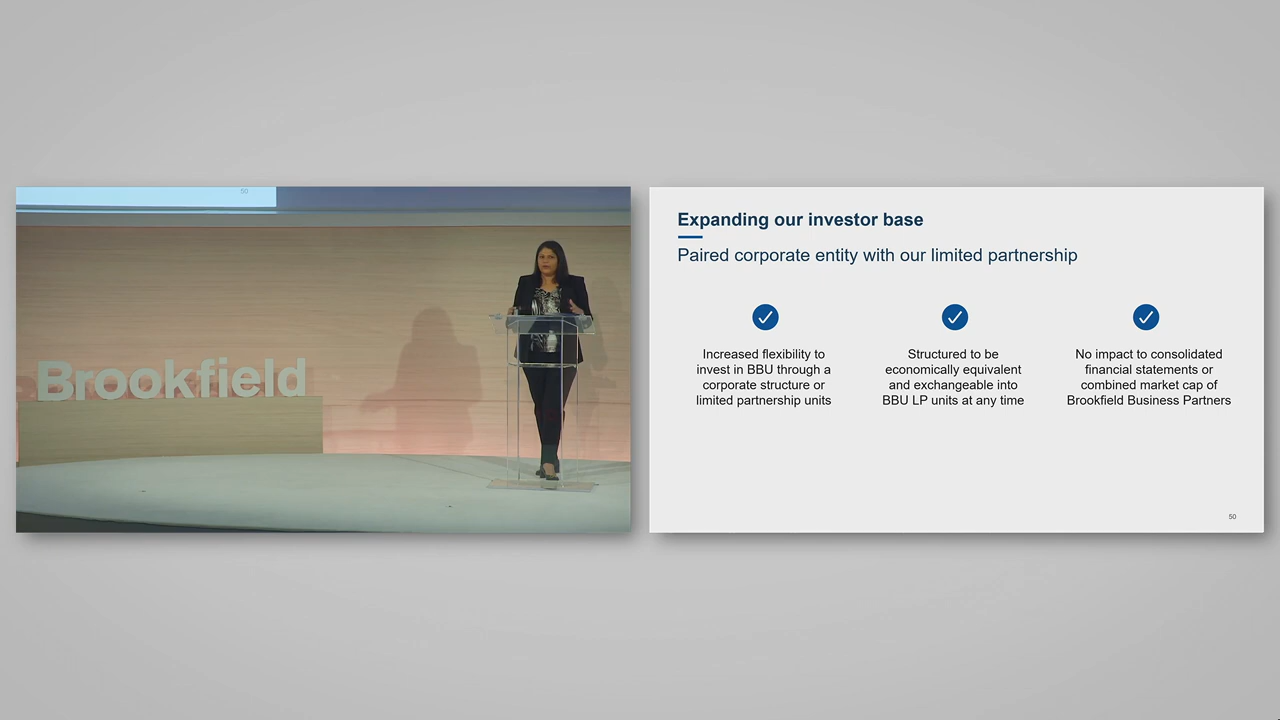 50
Brookfield
Expanding our investor base
Paired corporate entity with our limited partnership
Increased flexibility to
invest in BBU through a
corporate structure or
limited partnership units
Structured to be
economically equivalent
and exchangeable into
BBU LP units at any time
No impact to consolidated
financial statements or
combined market cap of
Brookfield Business Partners
50